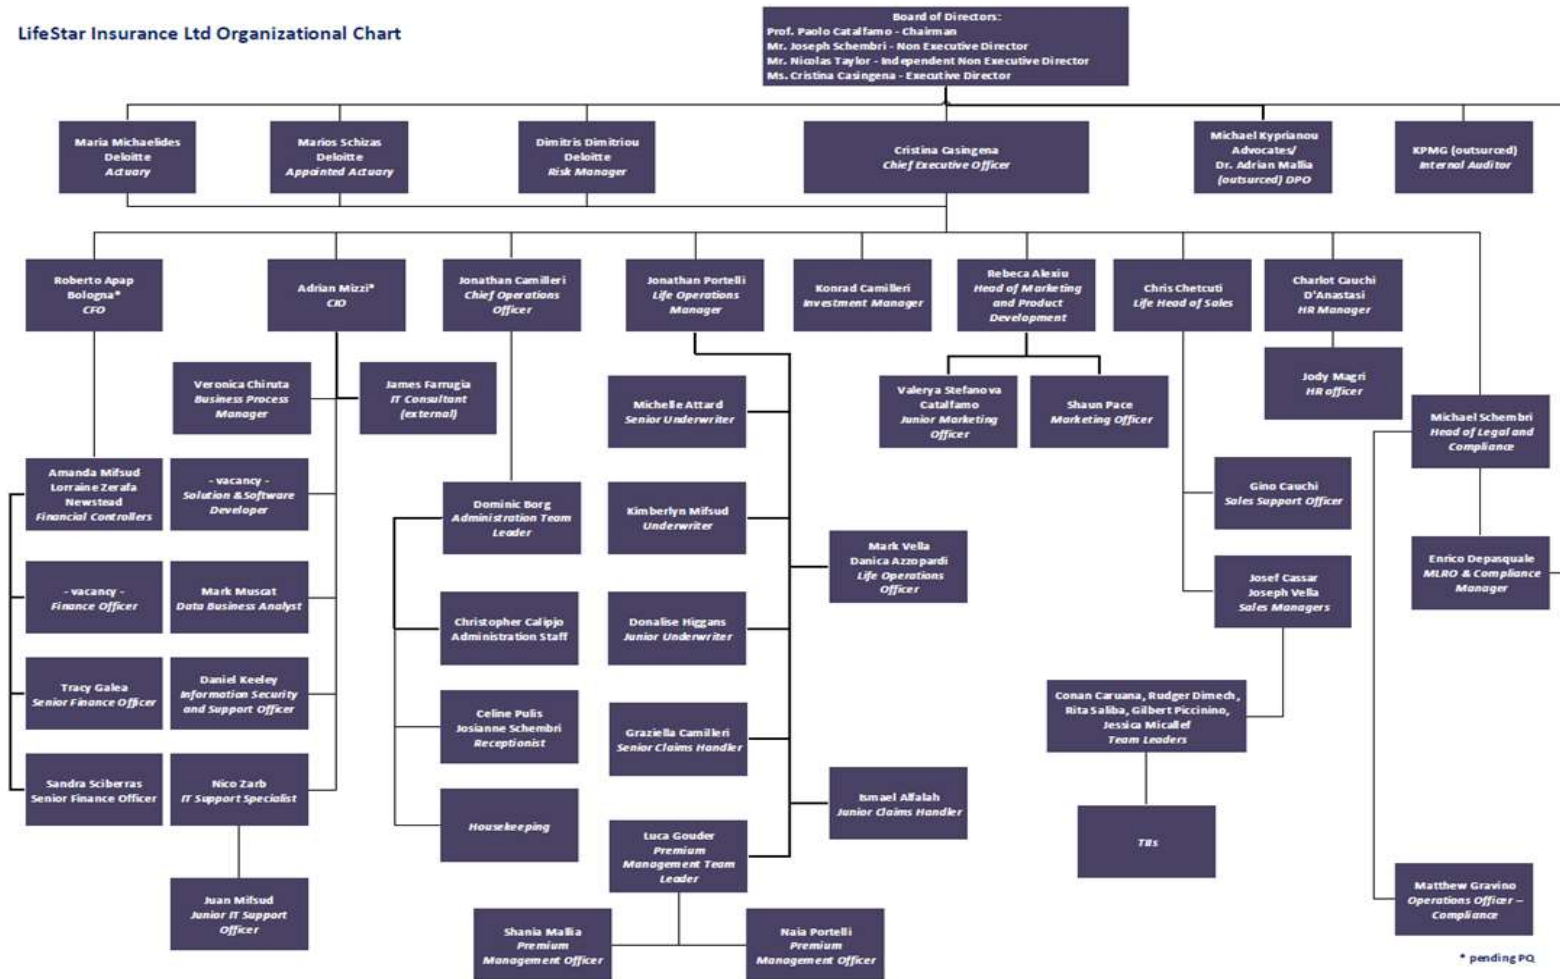 LifeStar Insurance Ltd Organizational Chart
Board of Directors:
Prof. Paolo Catalfamo - Chairman
Mr. Joseph Schembri - Non Executive Director
Mr. Nicolas Taylor - Independent Non Executive Director
Ms. Cristina Casingena - Executive Director
Maria Michaelides
Deloitte
Actuary
Marios Schizas
Deloitte
Appointed Actuary
Dimitris Dimitriou
Deloitte
Risk Manager
Cristina Casingena
Chief Executive Officer
Michael Kyprianou
Advocates/
Dr. Adrian Mallia
(outsurced) DPO
KPMG (outsurced)
Internal Auditor
Roberto Apap
Bologna*
CFO
Adrian Mizzi*
CIO
Jonathan Camilleri
Chief Operations
Officer
Jonathan Portelli
Life Operations
Manager
Konrad Camilleri
Investment Manager
Rebeca Alexiu
Head of Marketing
and Product
Development
Chris Chetcuti
Life Head of Sales
Charlot Cauchi
D'Anastasi
HR Manager
Veronica Chiruta
Business Process
Manager
James Farrugia
IT Consultant
(external)
Michelle Attard
Senior Underwriter
Valerya Stefanova
Catalfamo
Junior Marketing
Officer
Shaun Pace
Marketing Officer
Jody Magri
HR officer
Michael Schembri
Head of Legal and
Compliance
Amanda Mifsud
Lorraine Zerafa
Newstead
Financial Controllers
- vacancy -
Solution &Software
Developer
Dominic Borg
Administration Team
Leader
Kimberlyn Mifsud
Underwriter
Mark Vella
Danica Azzopardi
Life Operations
Officer
Gino Cauchi
Sales Support Officer
Enrico Depasquale
MLRO & Compliance
Manager
- vacancy -
Finance Officer
Mark Muscat
Data Business Analyst
Christopher Calipjo
Administration Staff
Donalise Higgans
Junior Underwriter
Josef Cassar
Joseph Vella
Sales Managers
Tracy Galea
Senior Finance Officer
Daniel Keeley
Information Security
and Support Officer
Celine Pulis
Josianne Schembri
Receptionist
Graziella Camilleri
Senior Claims Handler
Conan Caruana, Rudger Dimech,
Rita Saliba, Gilbert Piccinino,
Jessica Micallef
Team Leaders
Sandra Sciberras
Senior Finance Officer
Nico Zarb
IT Support Specialist
Housekeeping
Luca Gouder
Premium
Management Team
Leader
Ismael Alfalah
Junior Claims Handler
TIIs
Juan Mifsud
Junior IT Support
Officer
Shania Mallia
Premium
Management Officer
Naia Portelli
Premium
Management Officer
Matthew Gravino
Operations Officer –
Compliance
* pending PQ